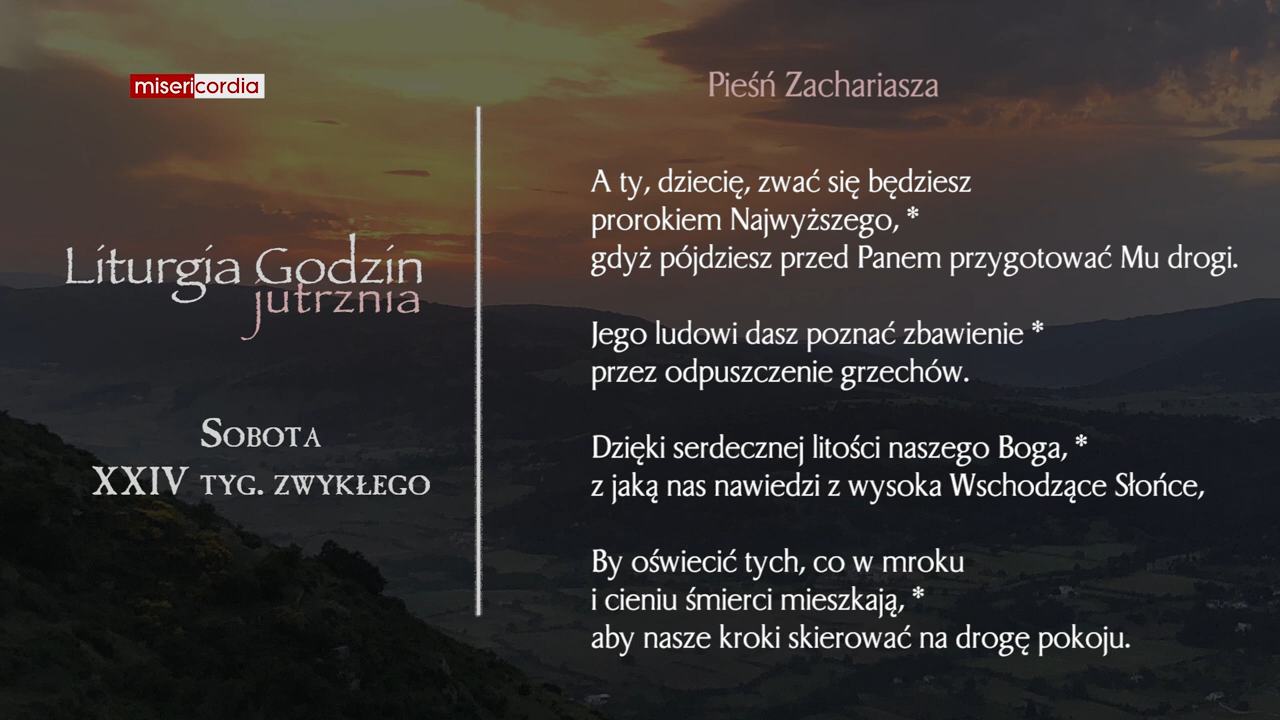 misericordia
Liturgia Godzin
jutrznia
Sobota
XXIV tyg. zwykłego
Pieśń Zachariasza
A ty, dziecię, zwać się będziesz
prorokiem Najwyższego, *
gdyż pójdziesz przed Panem przygotować Mu drogi.
Jego ludowi dasz poznać zbawienie *
przez odpuszczenie grzechów.
Dzięki serdecznej litości naszego Boga, *
z jaką nas nawiedzi z wysoka Wschodzące Słońce,
By oświecić tych, co w mroku
i cieniu śmierci mieszkają, *
aby nasze kroki skierować na drogę pokoju.